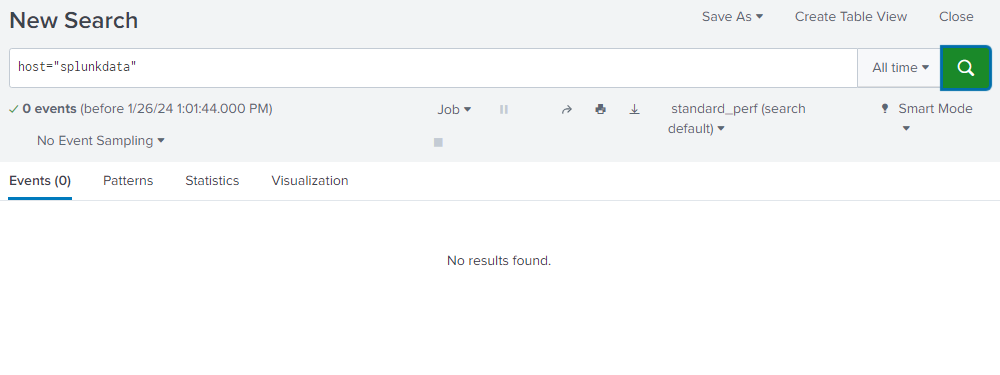 New Search
Save As
Create Table View
Close
host="splunkdata"
All time
0 events (before 1/26/24 1:01:44.000 PM)
Job
standard_perf (search
default)
Smart Mode
No Event Sampling
Events (0)
Patterns
Statistics
Visualization
No results found.